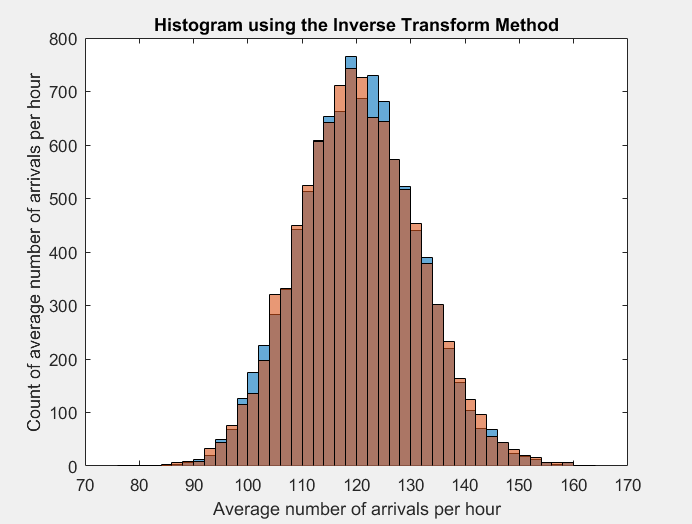 Histogram using the Inverse Transform Method
800
700
600
500
400
300
200
100
0
Count of average number of arrivals per hour
70 80 90 100 110 120 130 140 150 160 170
Average number of arrivals per hour